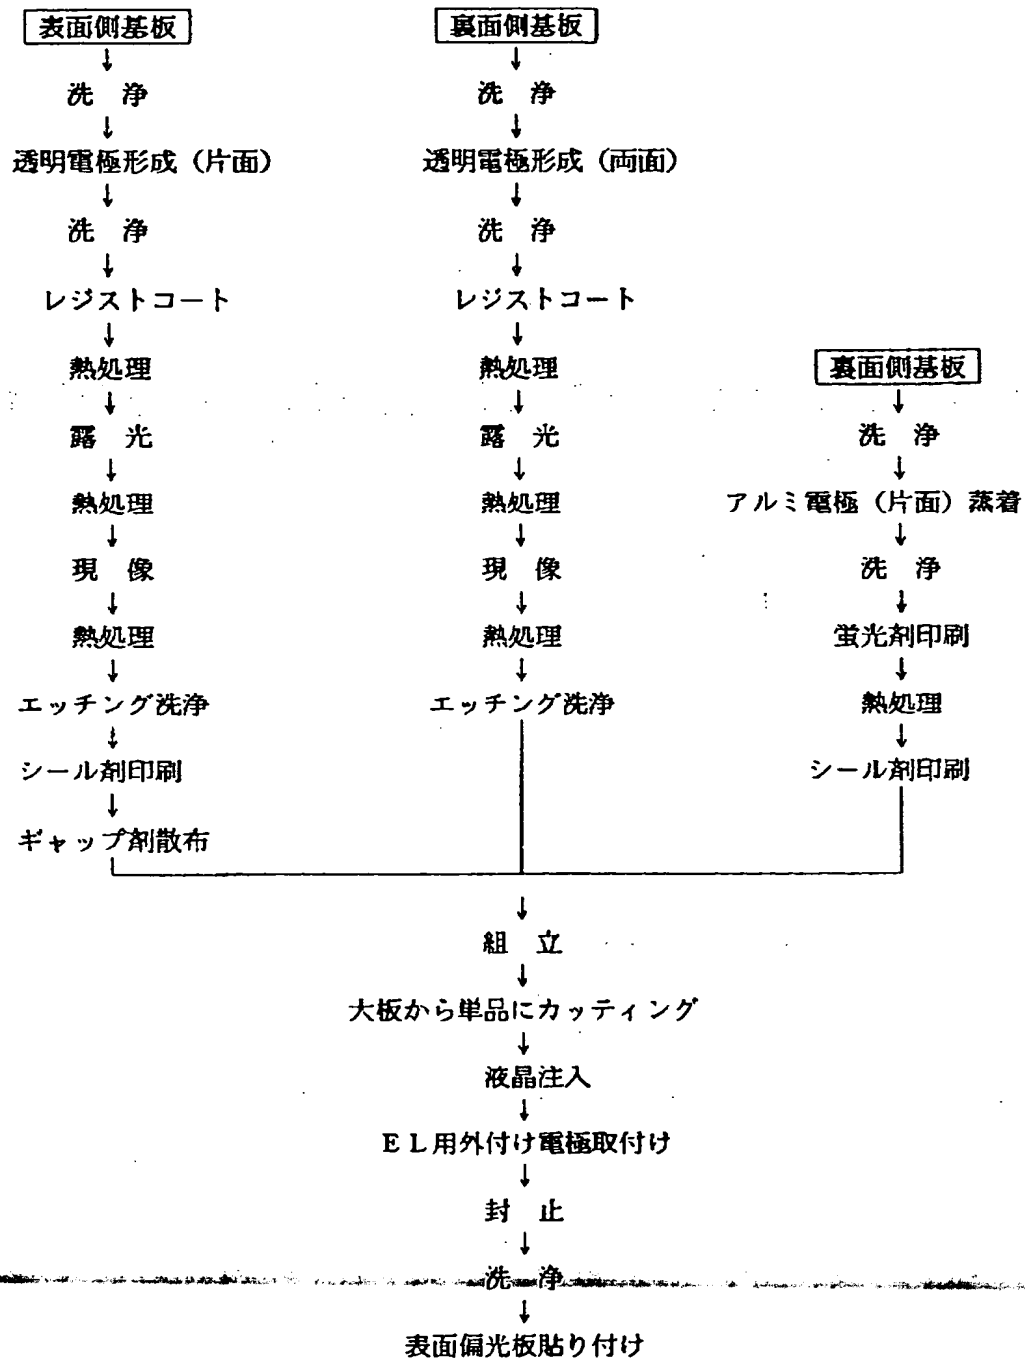 表面側基板
↓
洗　浄
↓
透明電極形成（片面）
↓
洗　浄
↓
レジストコート
↓
熱処理
↓
露　光
↓
熱処理
↓
現　像
↓
熱処理
↓
エッチング洗浄
↓
シール剤印刷
↓
ギャップ剤散布
裏面側基板
↓
洗　浄
↓
透明電極形成（両面）
↓
洗　浄
↓
レジストコート
↓
熱処理
↓
露　光
↓
熱処理
↓
現　像
↓
熱処理
↓
エッチング洗浄
裏面側基板
↓
洗　浄
↓
アルミ電極（片面）蒸着
↓
洗　浄
↓
蛍光剤印刷
↓
熱処理
↓
シール剤印刷
↓
組　立
↓
大板から単品にカッティング
↓
液晶注入
↓
ＥＬ用外付け電極取付け
↓
封　止
↓
洗　浄
↓
表面偏光板貼り付け